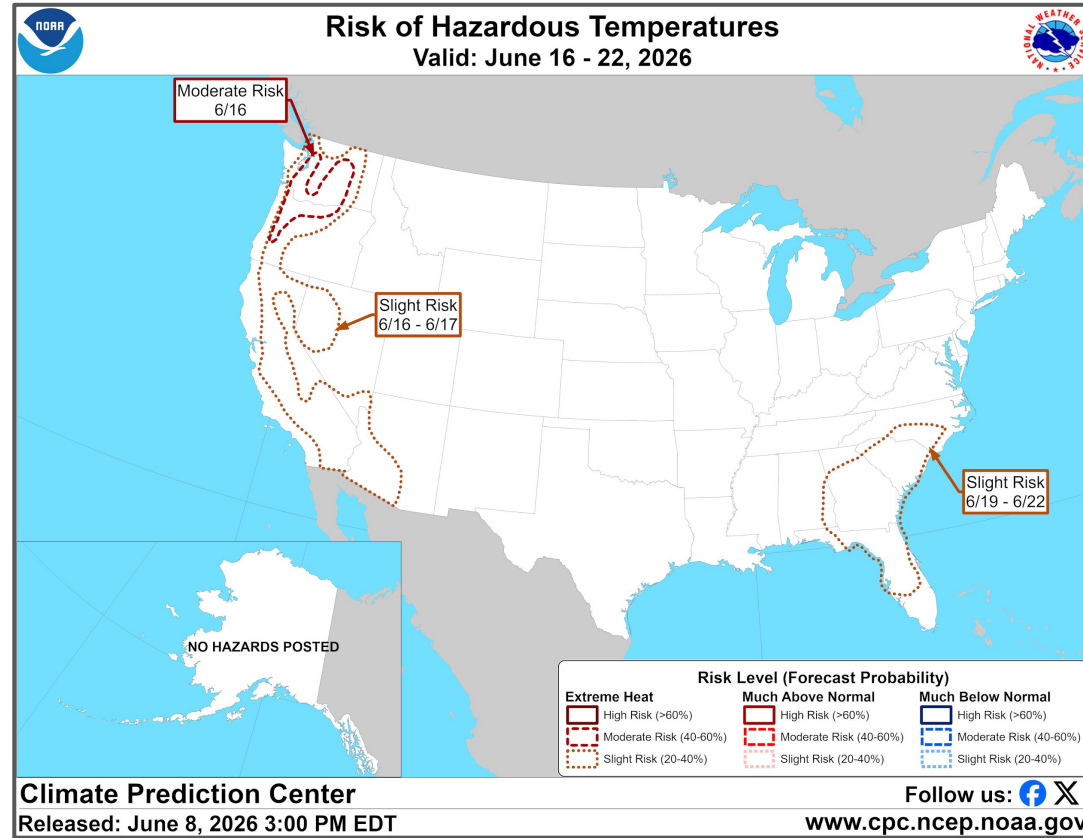 NOAA
Risk of Hazardous Temperatures
Valid: June 16 - 22, 2026
NATIONAL WEATHER SERVICE
Moderate Risk
6/16
Slight Risk
6/16 - 6/17
Slight Risk
6/19 - 6/22
NO HAZARDS POSTED
Risk Level (Forecast Probability)
Extreme Heat Much Above Normal Much Below Normal
High Risk (>60%) High Risk (>60%) High Risk (>60%)
Moderate Risk (40-60%) Moderate Risk (40-60%) Moderate Risk (40-60%)
Slight Risk (20-40%) Slight Risk (20-40%) Slight Risk (20-40%)
Climate Prediction Center Follow us:
Released: June 8, 2026 3:00 PM EDT www.cpc.ncep.noaa.gov